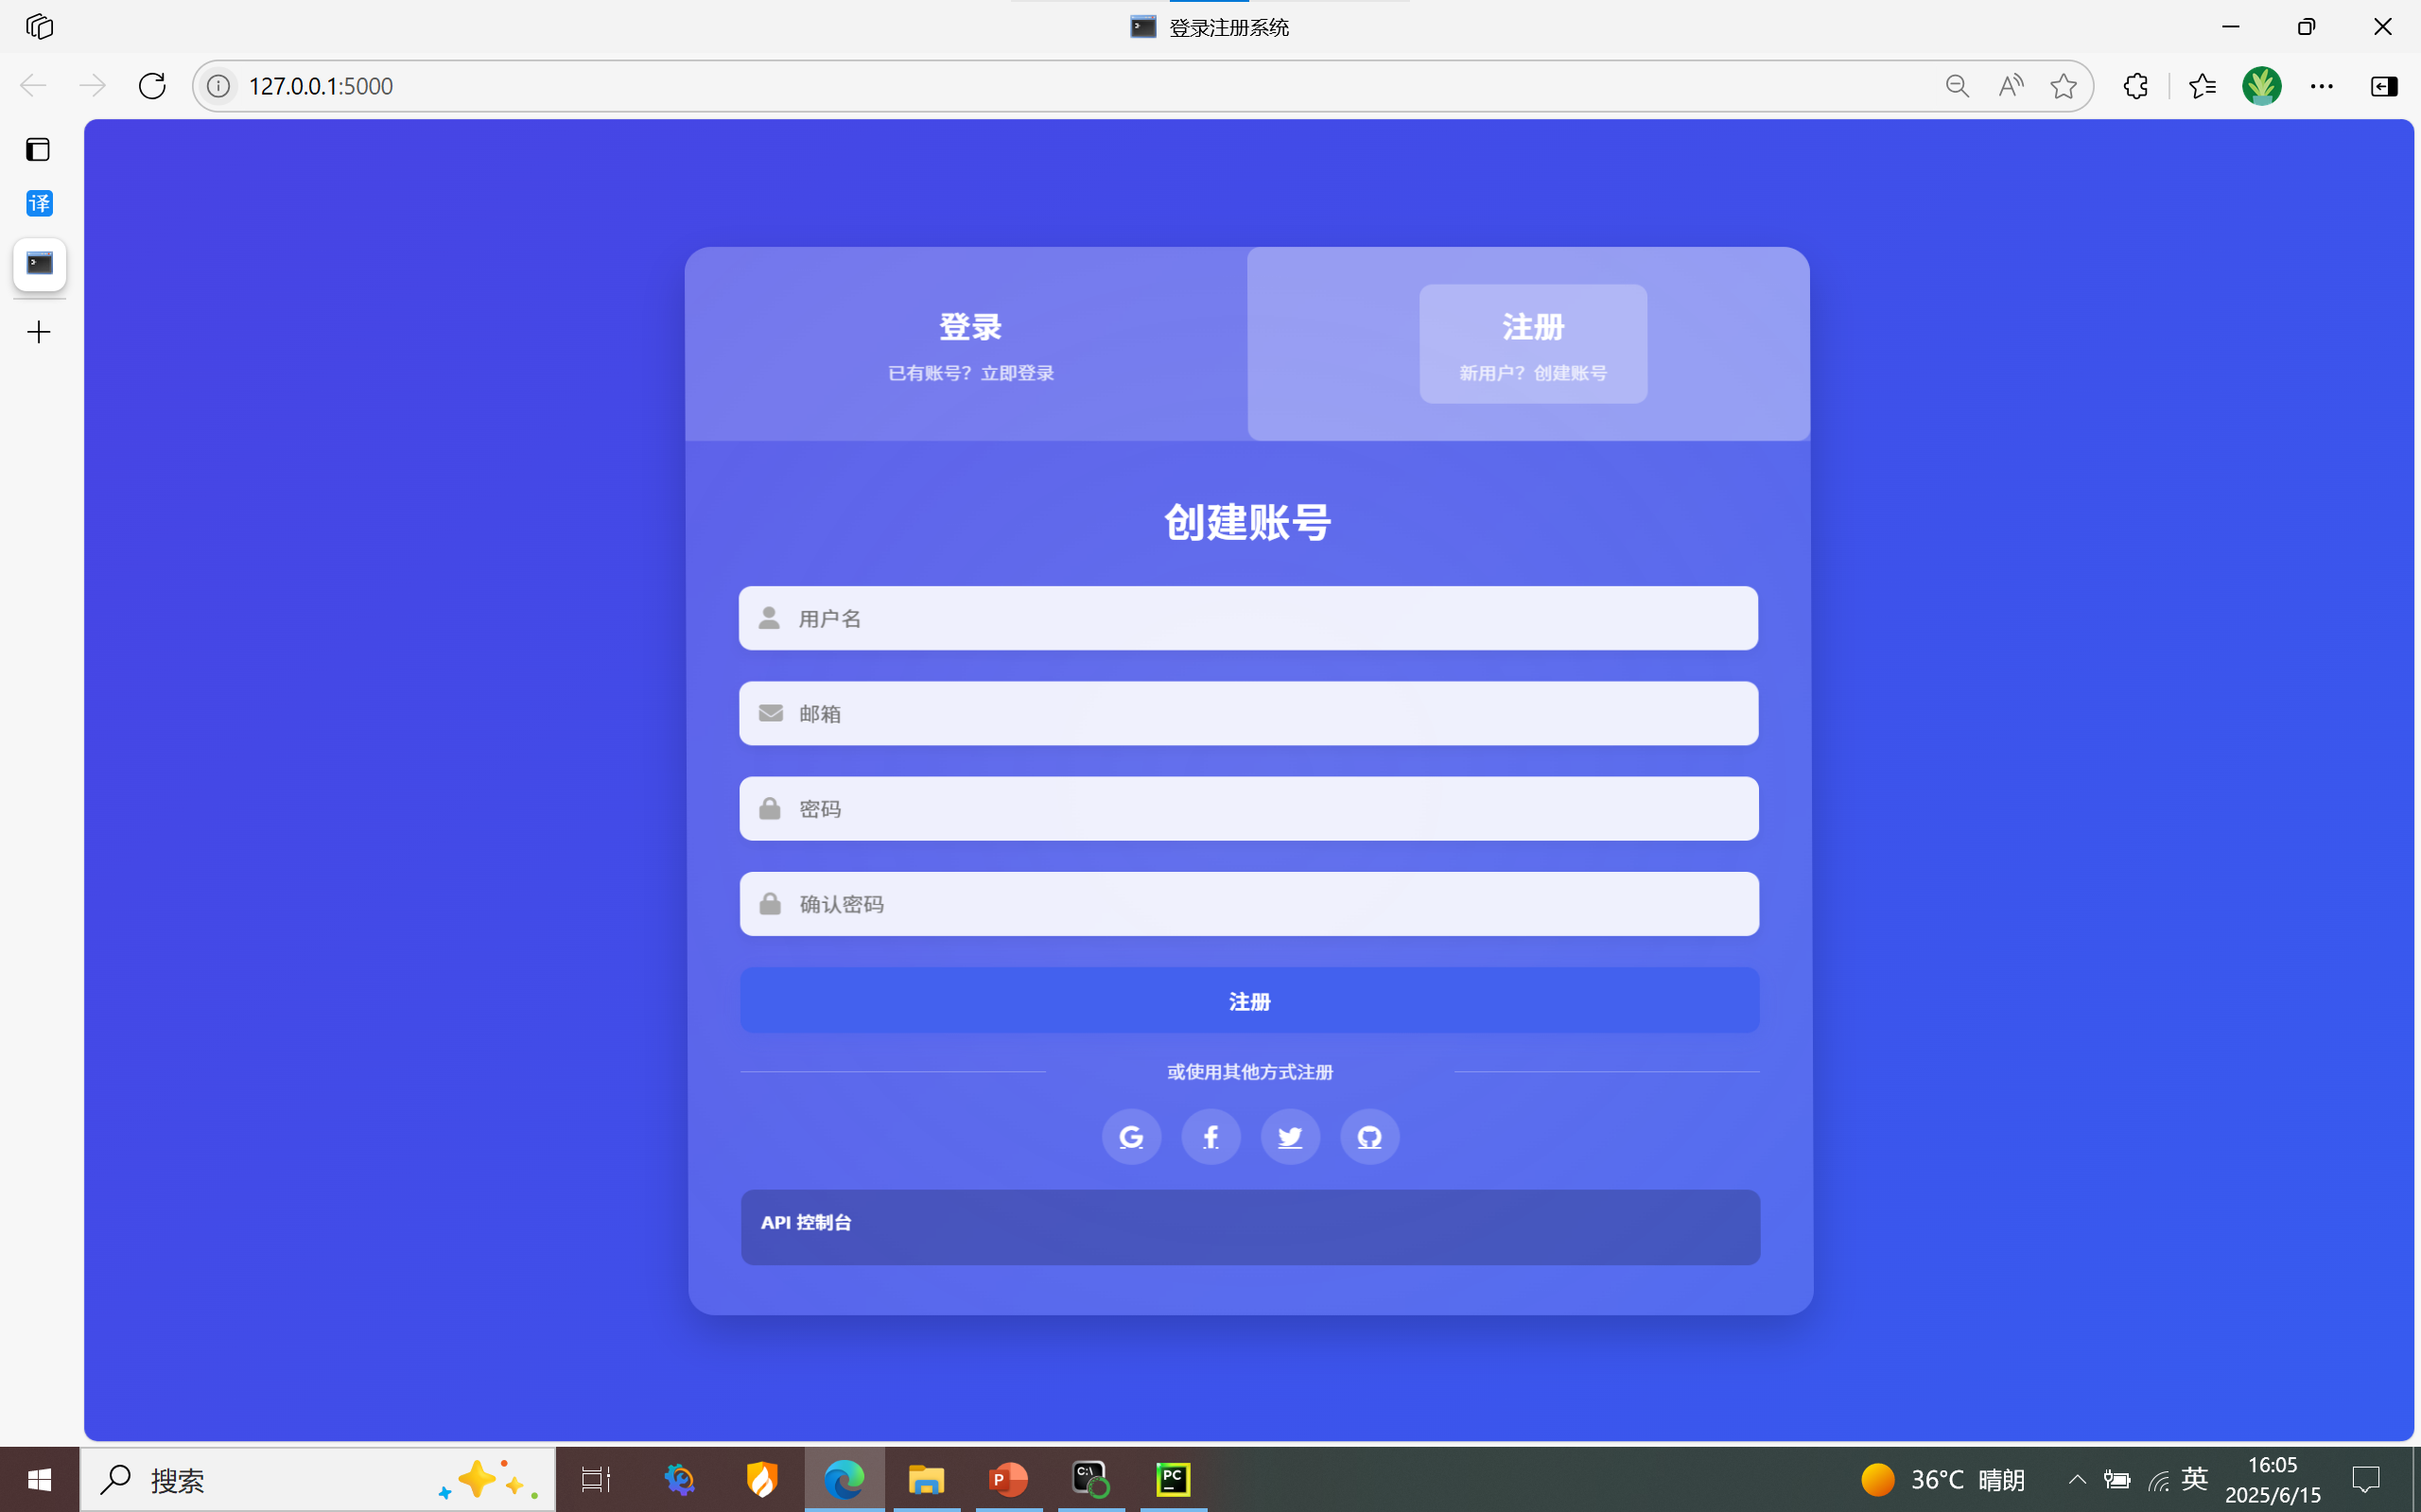 登录注册系统
127.0.0.1:5000
译
登录
已有账号？立即登录
注册
新用户？创建账号
创建账号
用户名
邮箱
密码
确认密码
注册
或使用其他方式注册
API 控制台
搜索
36°C 晴朗
英
16:05
2025/6/15